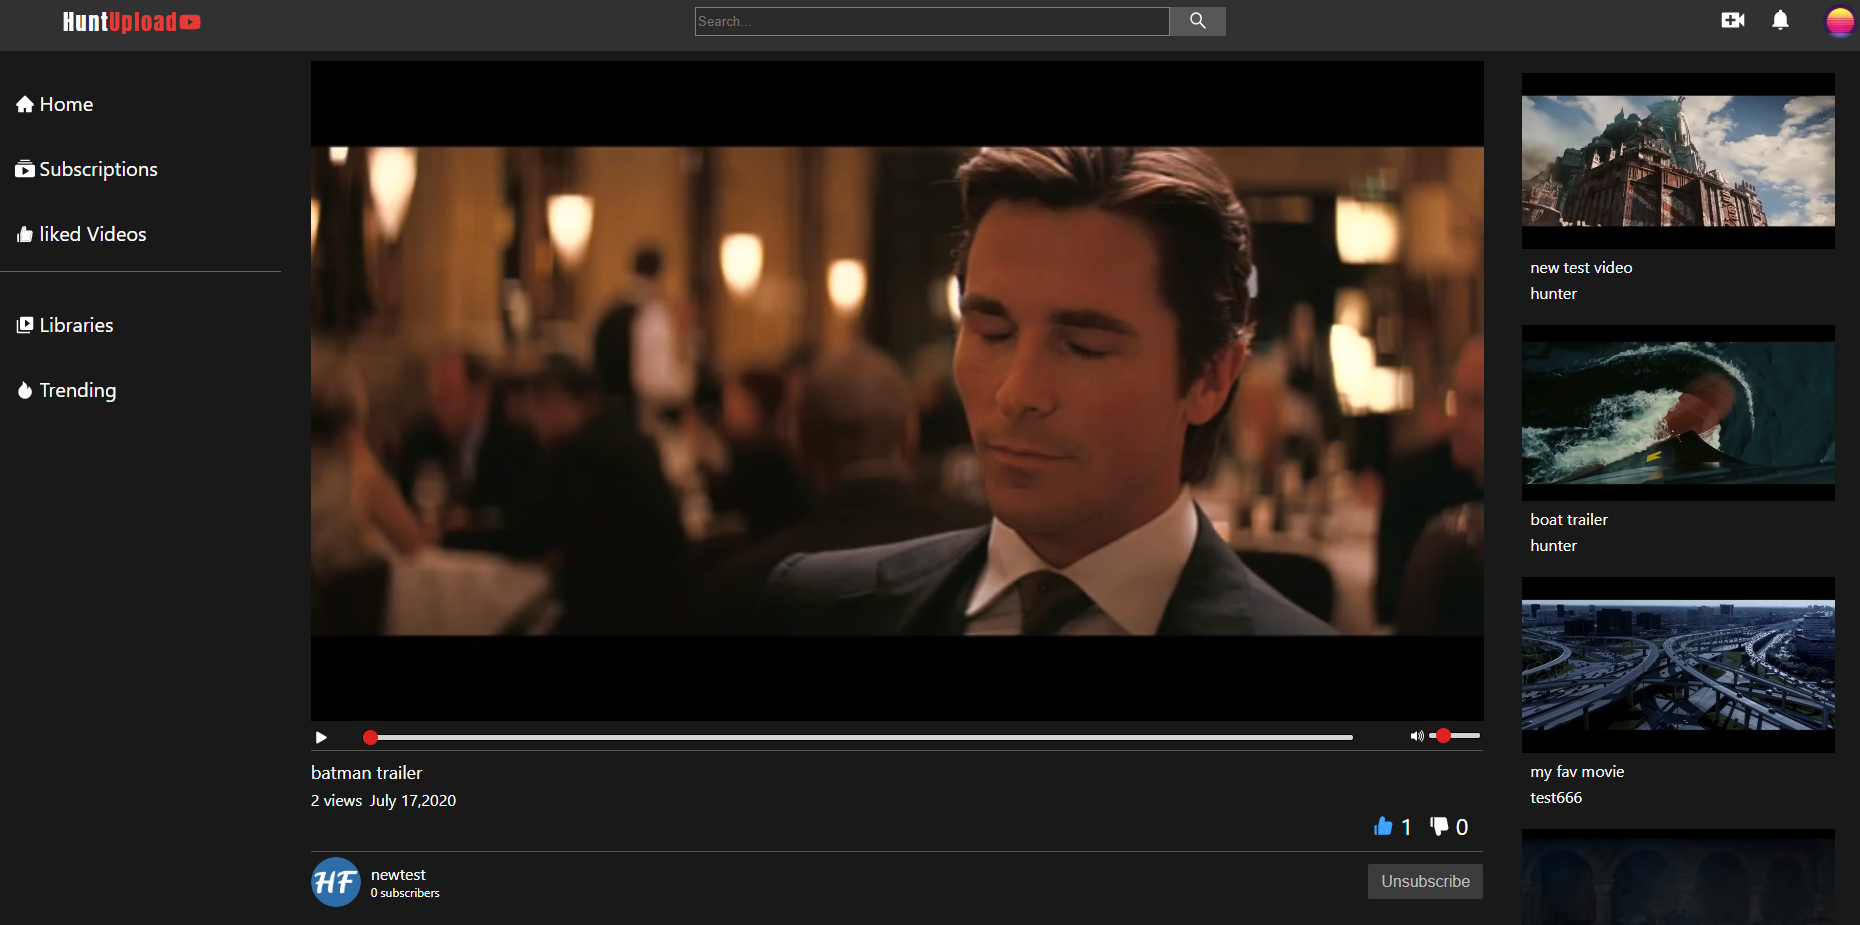 HuntUpload
Search...
Home
Subscriptions
liked Videos
Libraries
Trending
batman trailer
2 views July 17,2020
1 0
HF
newtest
0 subscribers
Unsubscribe
new test video
hunter
boat trailer
hunter
my fav movie
test666